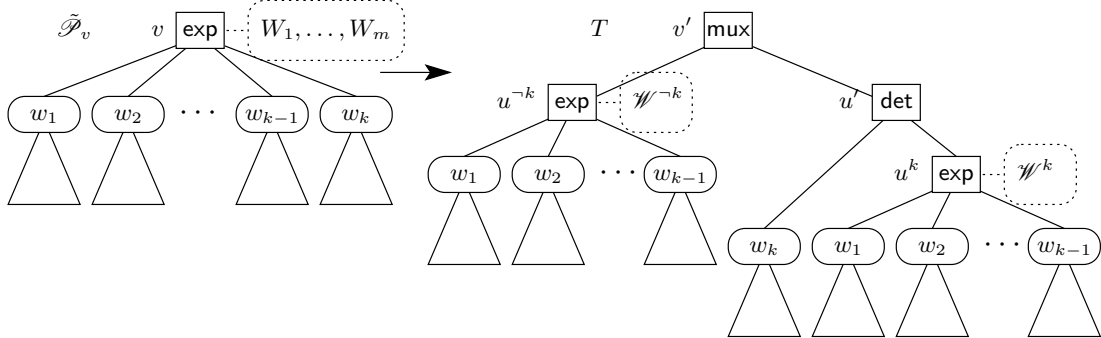 𝒫̃_v v exp W_1, …, W_m T v′ mux
u^{¬k} exp 𝒲^{¬k} u′ det
w_1 w_2 ⋯ w_{k−1} w_k
w_1 w_2 ⋯ w_{k−1} u^k exp 𝒲^k
w_k w_1 w_2 ⋯ w_{k−1}